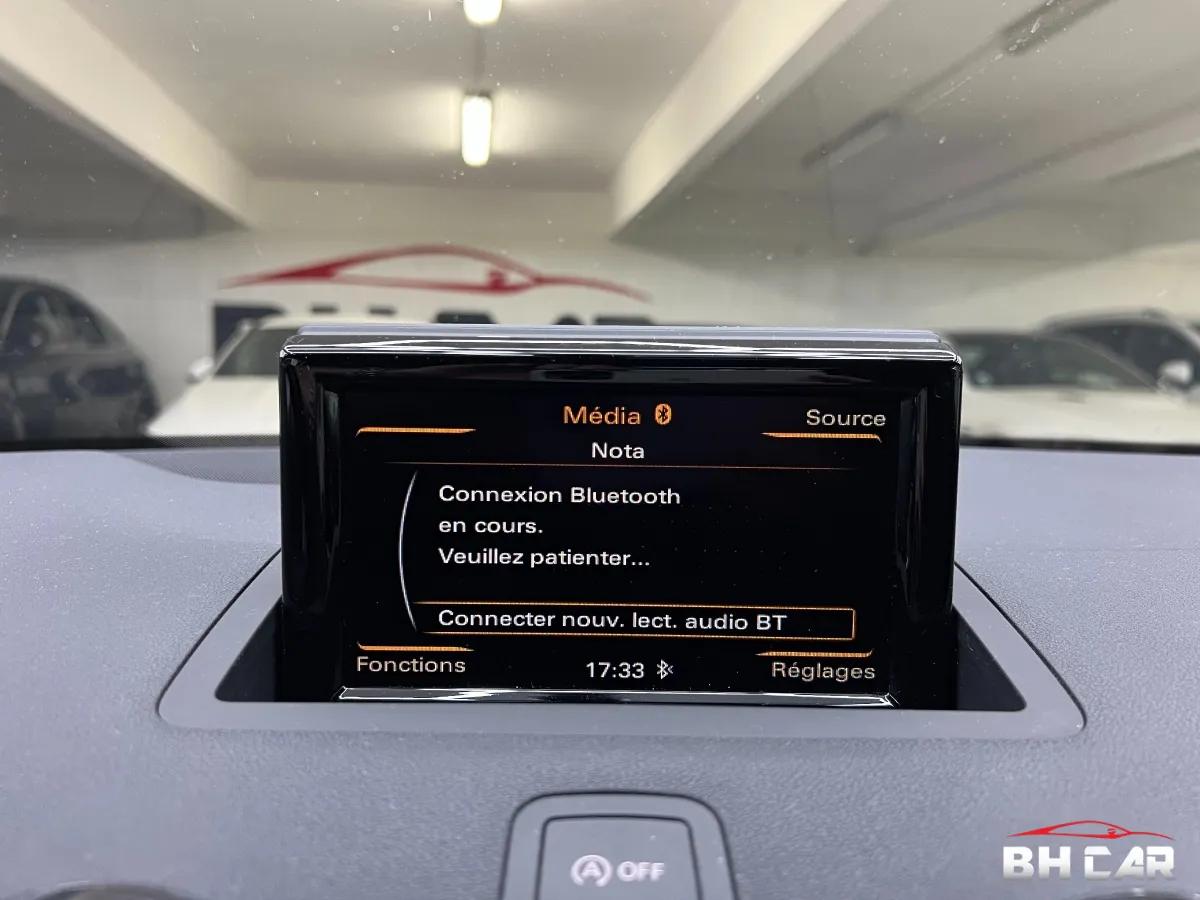 Média
Source
Nota
Connexion Bluetooth
en cours.
Veuillez patienter...
Connecter nouv. lect. audio BT
Fonctions
17:33
Réglages
A OFF
BH CAR